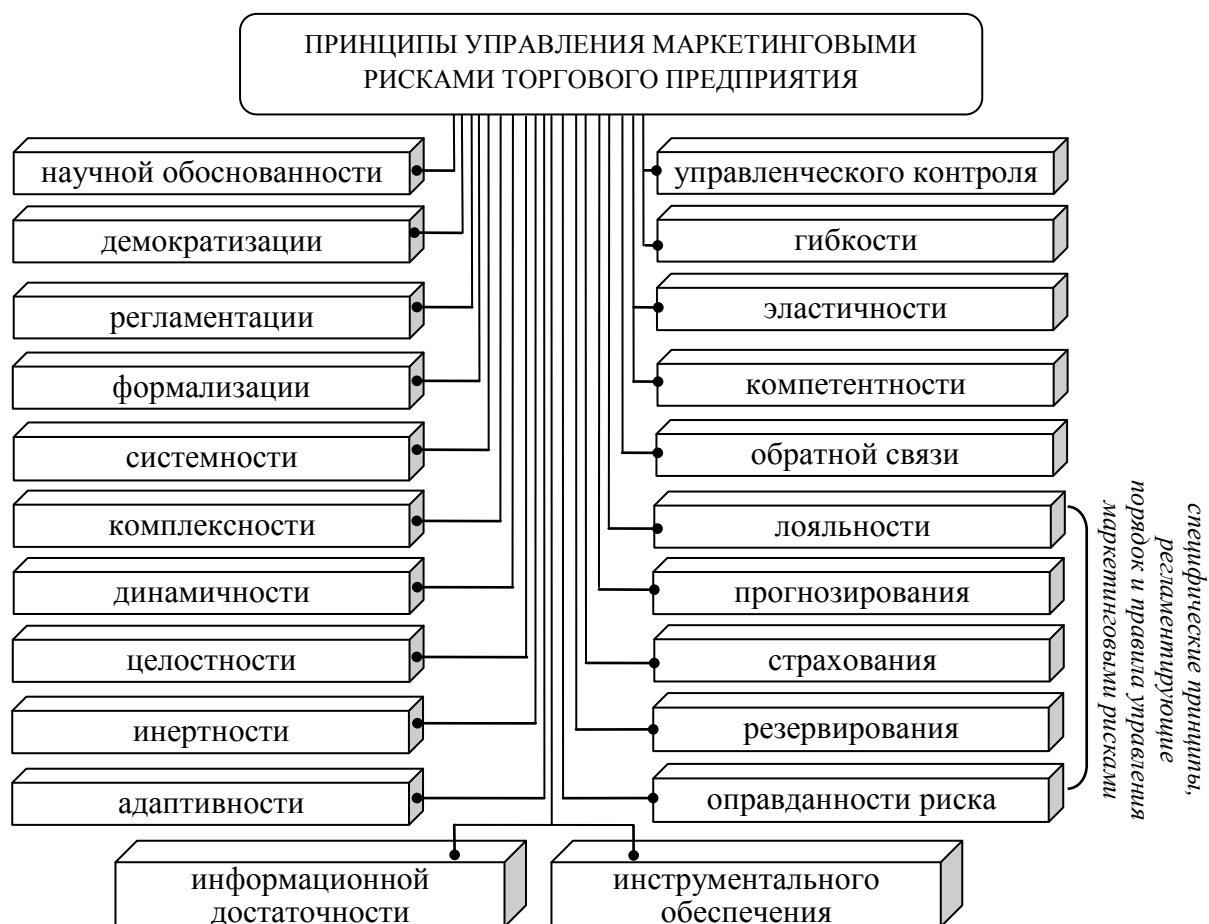 ПРИНЦИПЫ УПРАВЛЕНИЯ МАРКЕТИНГОВЫМИ
РИСКАМИ ТОРГОВОГО ПРЕДПРИЯТИЯ
научной обоснованности
демократизации
регламентации
формализации
системности
комплексности
динамичности
целостности
инертности
адаптивности
управленческого контроля
гибкости
эластичности
компетентности
обратной связи
лояльности
прогнозирования
страхования
резервирования
оправданности риска
специфические принципы,
регламентирующие
порядок и правила управления
маркетинговыми рисками
информационной
достаточности
инструментального
обеспечения